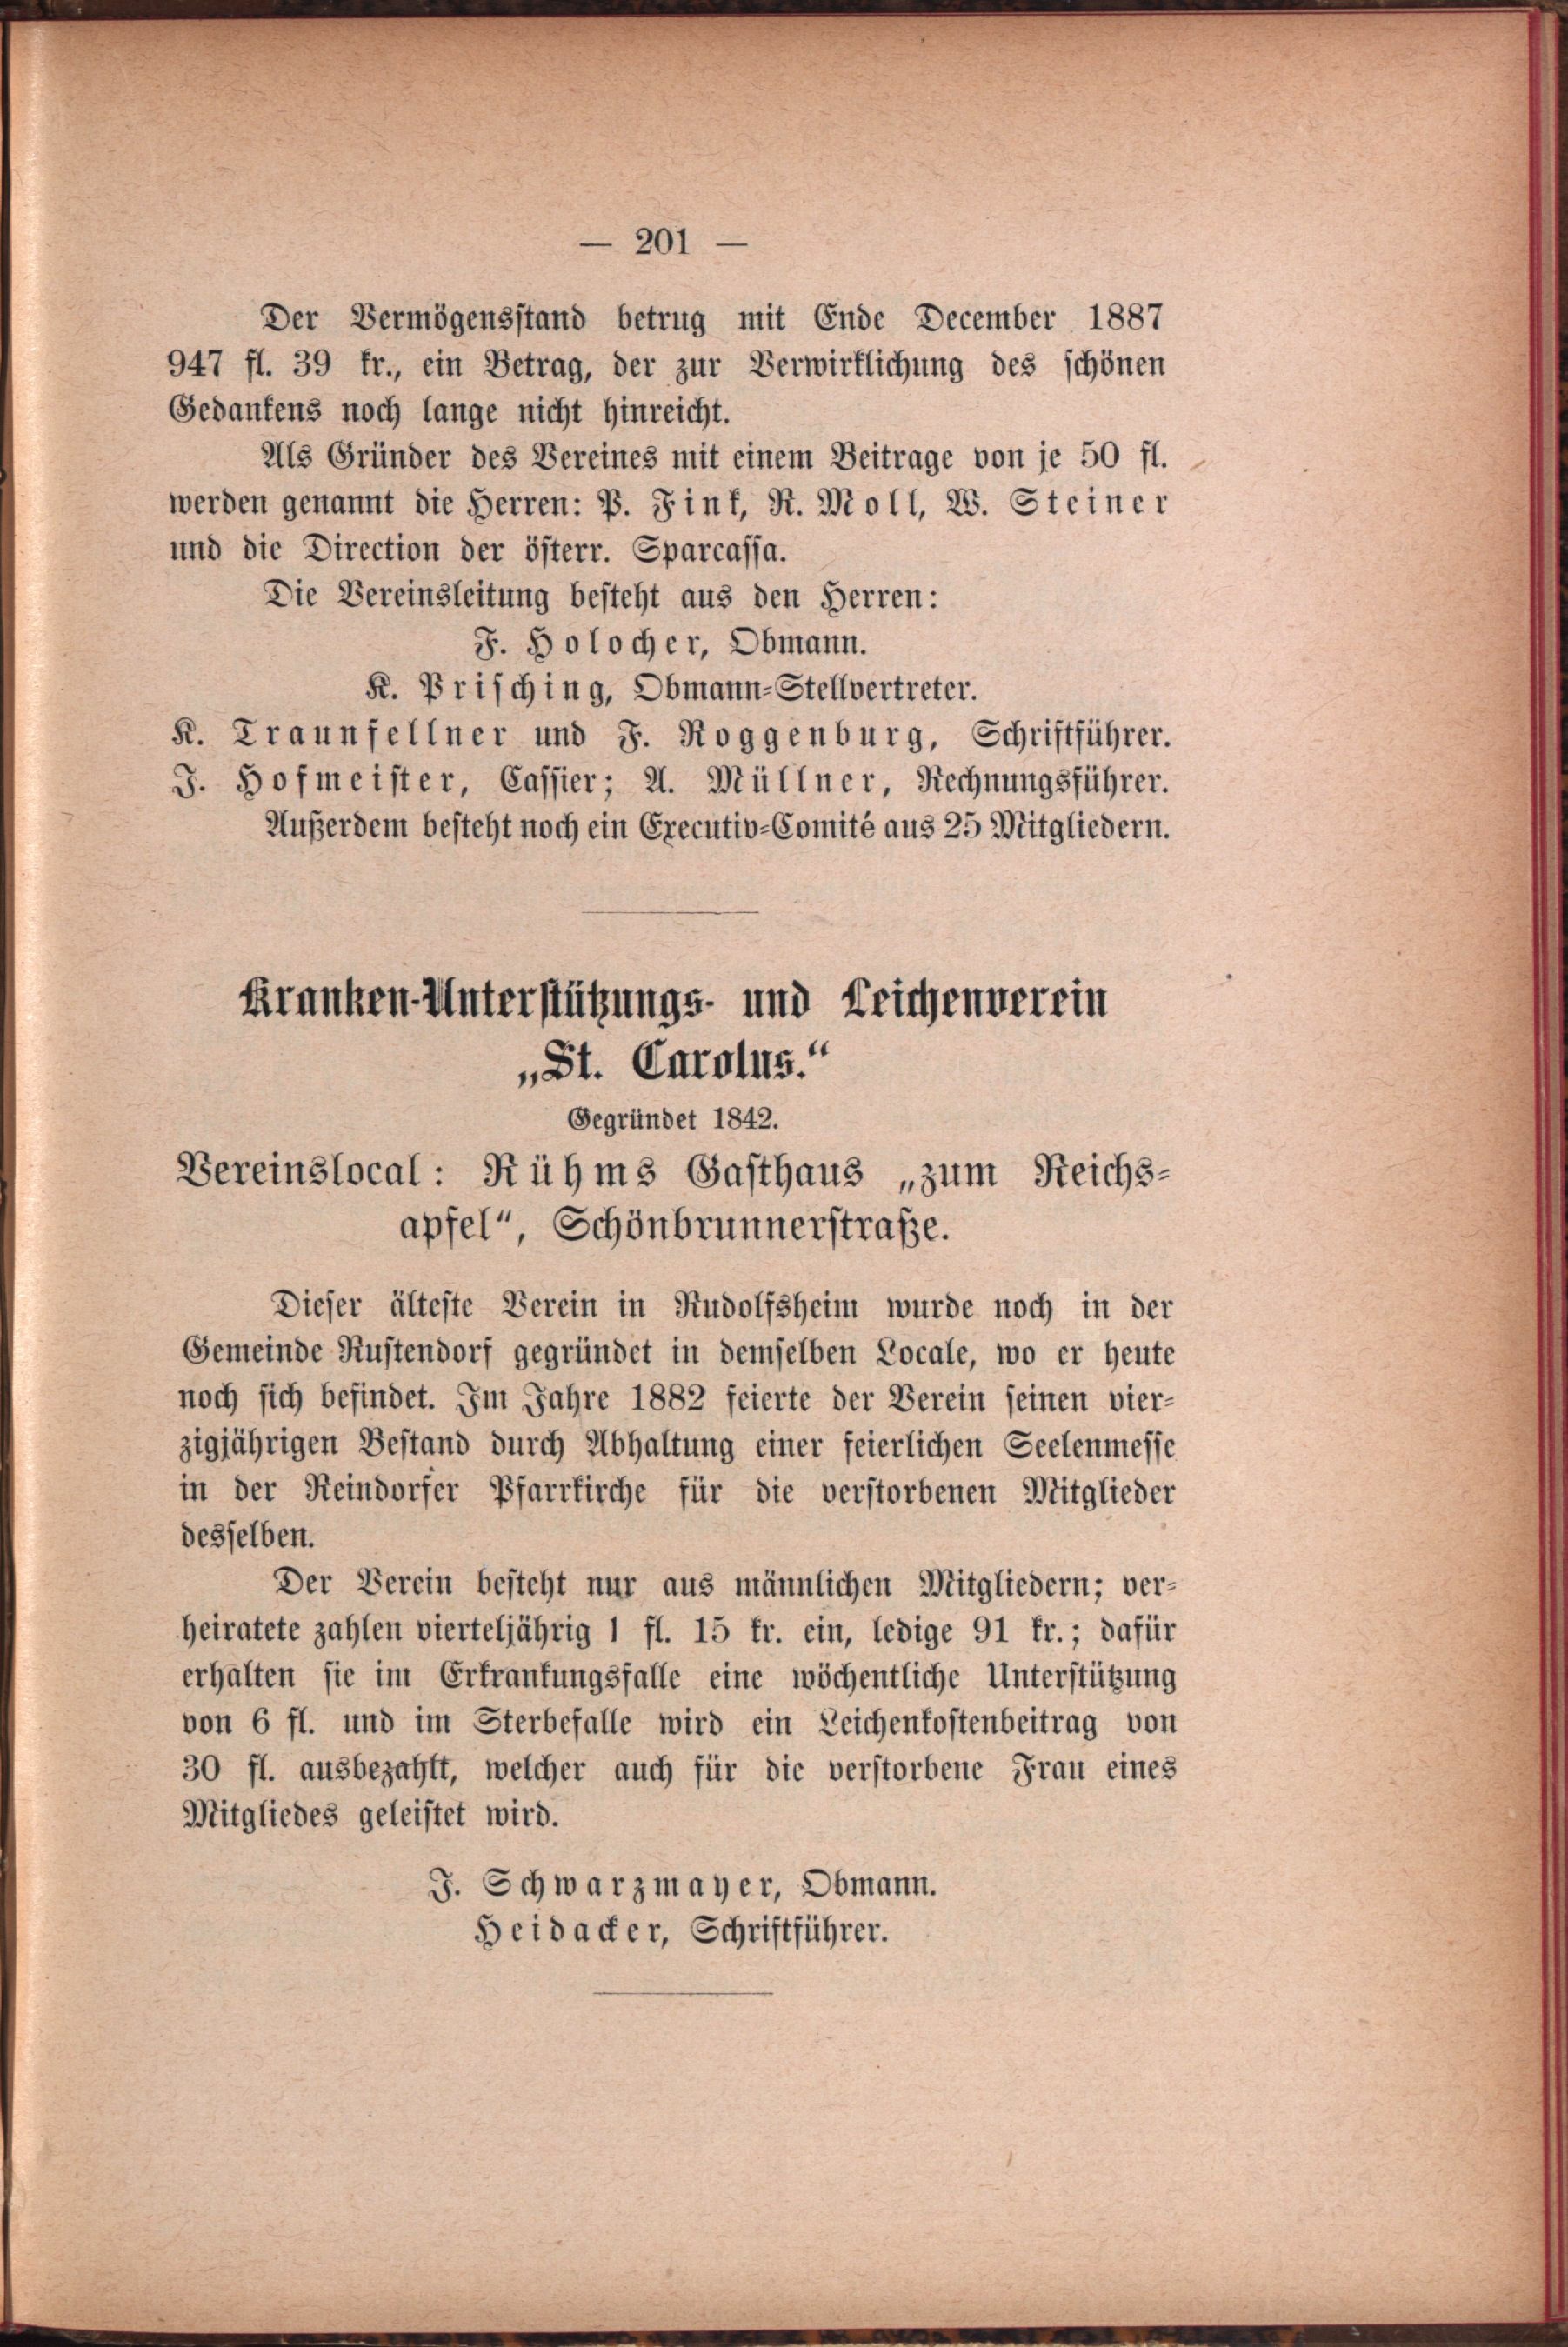 — 201 —
Der Vermögensstand betrug mit Ende December 1887
947 fl. 39 kr., ein Betrag, der zur Verwirklichung des schönen
Gedankens noch lange nicht hinreicht.
Als Gründer des Vereines mit einem Beitrage von je 50 fl.
werden genannt die Herren: P. Fink, R. Moll, W. Steiner
und die Direction der österr. Sparcassa.
Die Vereinsleitung besteht aus den Herren:
F. Holocher, Obmann.
K. Prisching, Obmann-Stellvertreter.
K. Traunfellner und F. Roggenburg, Schriftführer.
J. Hofmeister, Cassier; A. Müllner, Rechnungsführer.
Außerdem besteht noch ein Executiv-Comité aus 25 Mitgliedern.
Kranken-Unterstützungs- und Leichenverein
„St. Carolus.“
Gegründet 1842.
Vereinslocal: Rühms Gasthaus „zum Reichs-
apfel“, Schönbrunnerstraße.
Dieser älteste Verein in Rudolfsheim wurde noch in der
Gemeinde Rustendorf gegründet in demselben Locale, wo er heute
noch sich befindet. Im Jahre 1882 feierte der Verein seinen vier-
zigjährigen Bestand durch Abhaltung einer feierlichen Seelenmesse
in der Reindorfer Pfarrkirche für die verstorbenen Mitglieder
desselben.
Der Verein besteht nur aus männlichen Mitgliedern; ver-
heiratete zahlen vierteljährig 1 fl. 15 kr. ein, ledige 91 kr.; dafür
erhalten sie im Erkrankungsfalle eine wöchentliche Unterstützung
von 6 fl. und im Sterbefalle wird ein Leichenkostenbeitrag von
30 fl. ausbezahlt, welcher auch für die verstorbene Frau eines
Mitgliedes geleistet wird.
J. Schwarzmayer, Obmann.
Heidacker, Schriftführer.